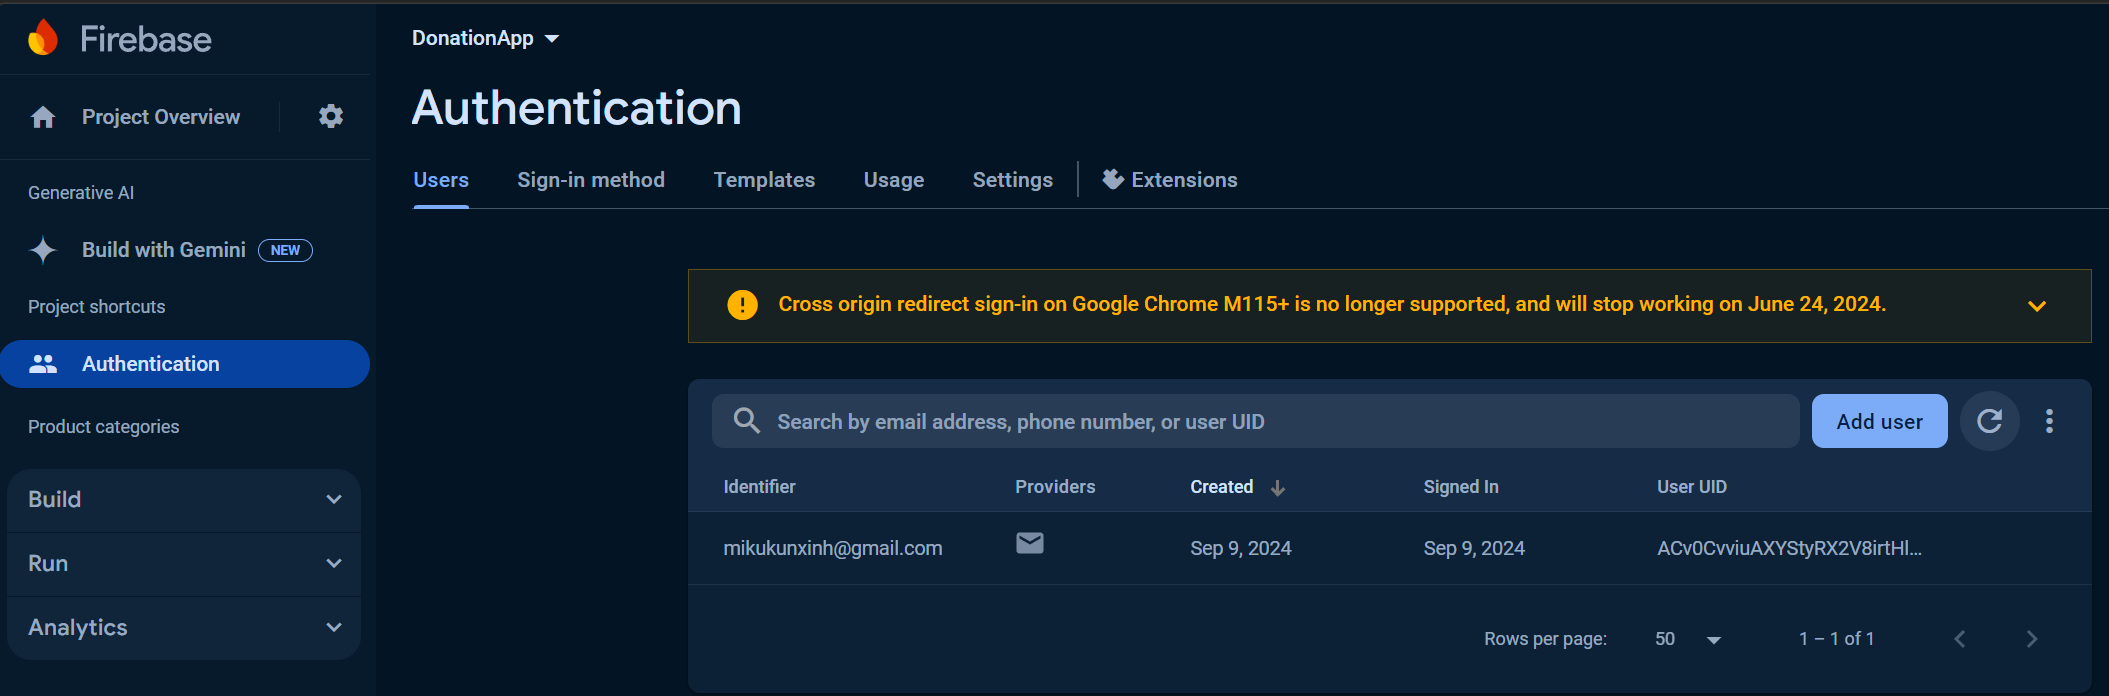 Firebase
DonationApp
Project Overview
Authentication
Users Sign-in method Templates Usage Settings Extensions
Generative AI
Build with Gemini NEW
Project shortcuts
Authentication
Product categories
Build
Run
Analytics
Cross origin redirect sign-in on Google Chrome M115+ is no longer supported, and will stop working on June 24, 2024.
Search by email address, phone number, or user UID
Add user
Identifier Providers Created Signed In User UID
mikukunxinh@gmail.com Sep 9, 2024 Sep 9, 2024 ACv0CvviuAXYStyRX2V8irtHl...
Rows per page: 50 1 – 1 of 1